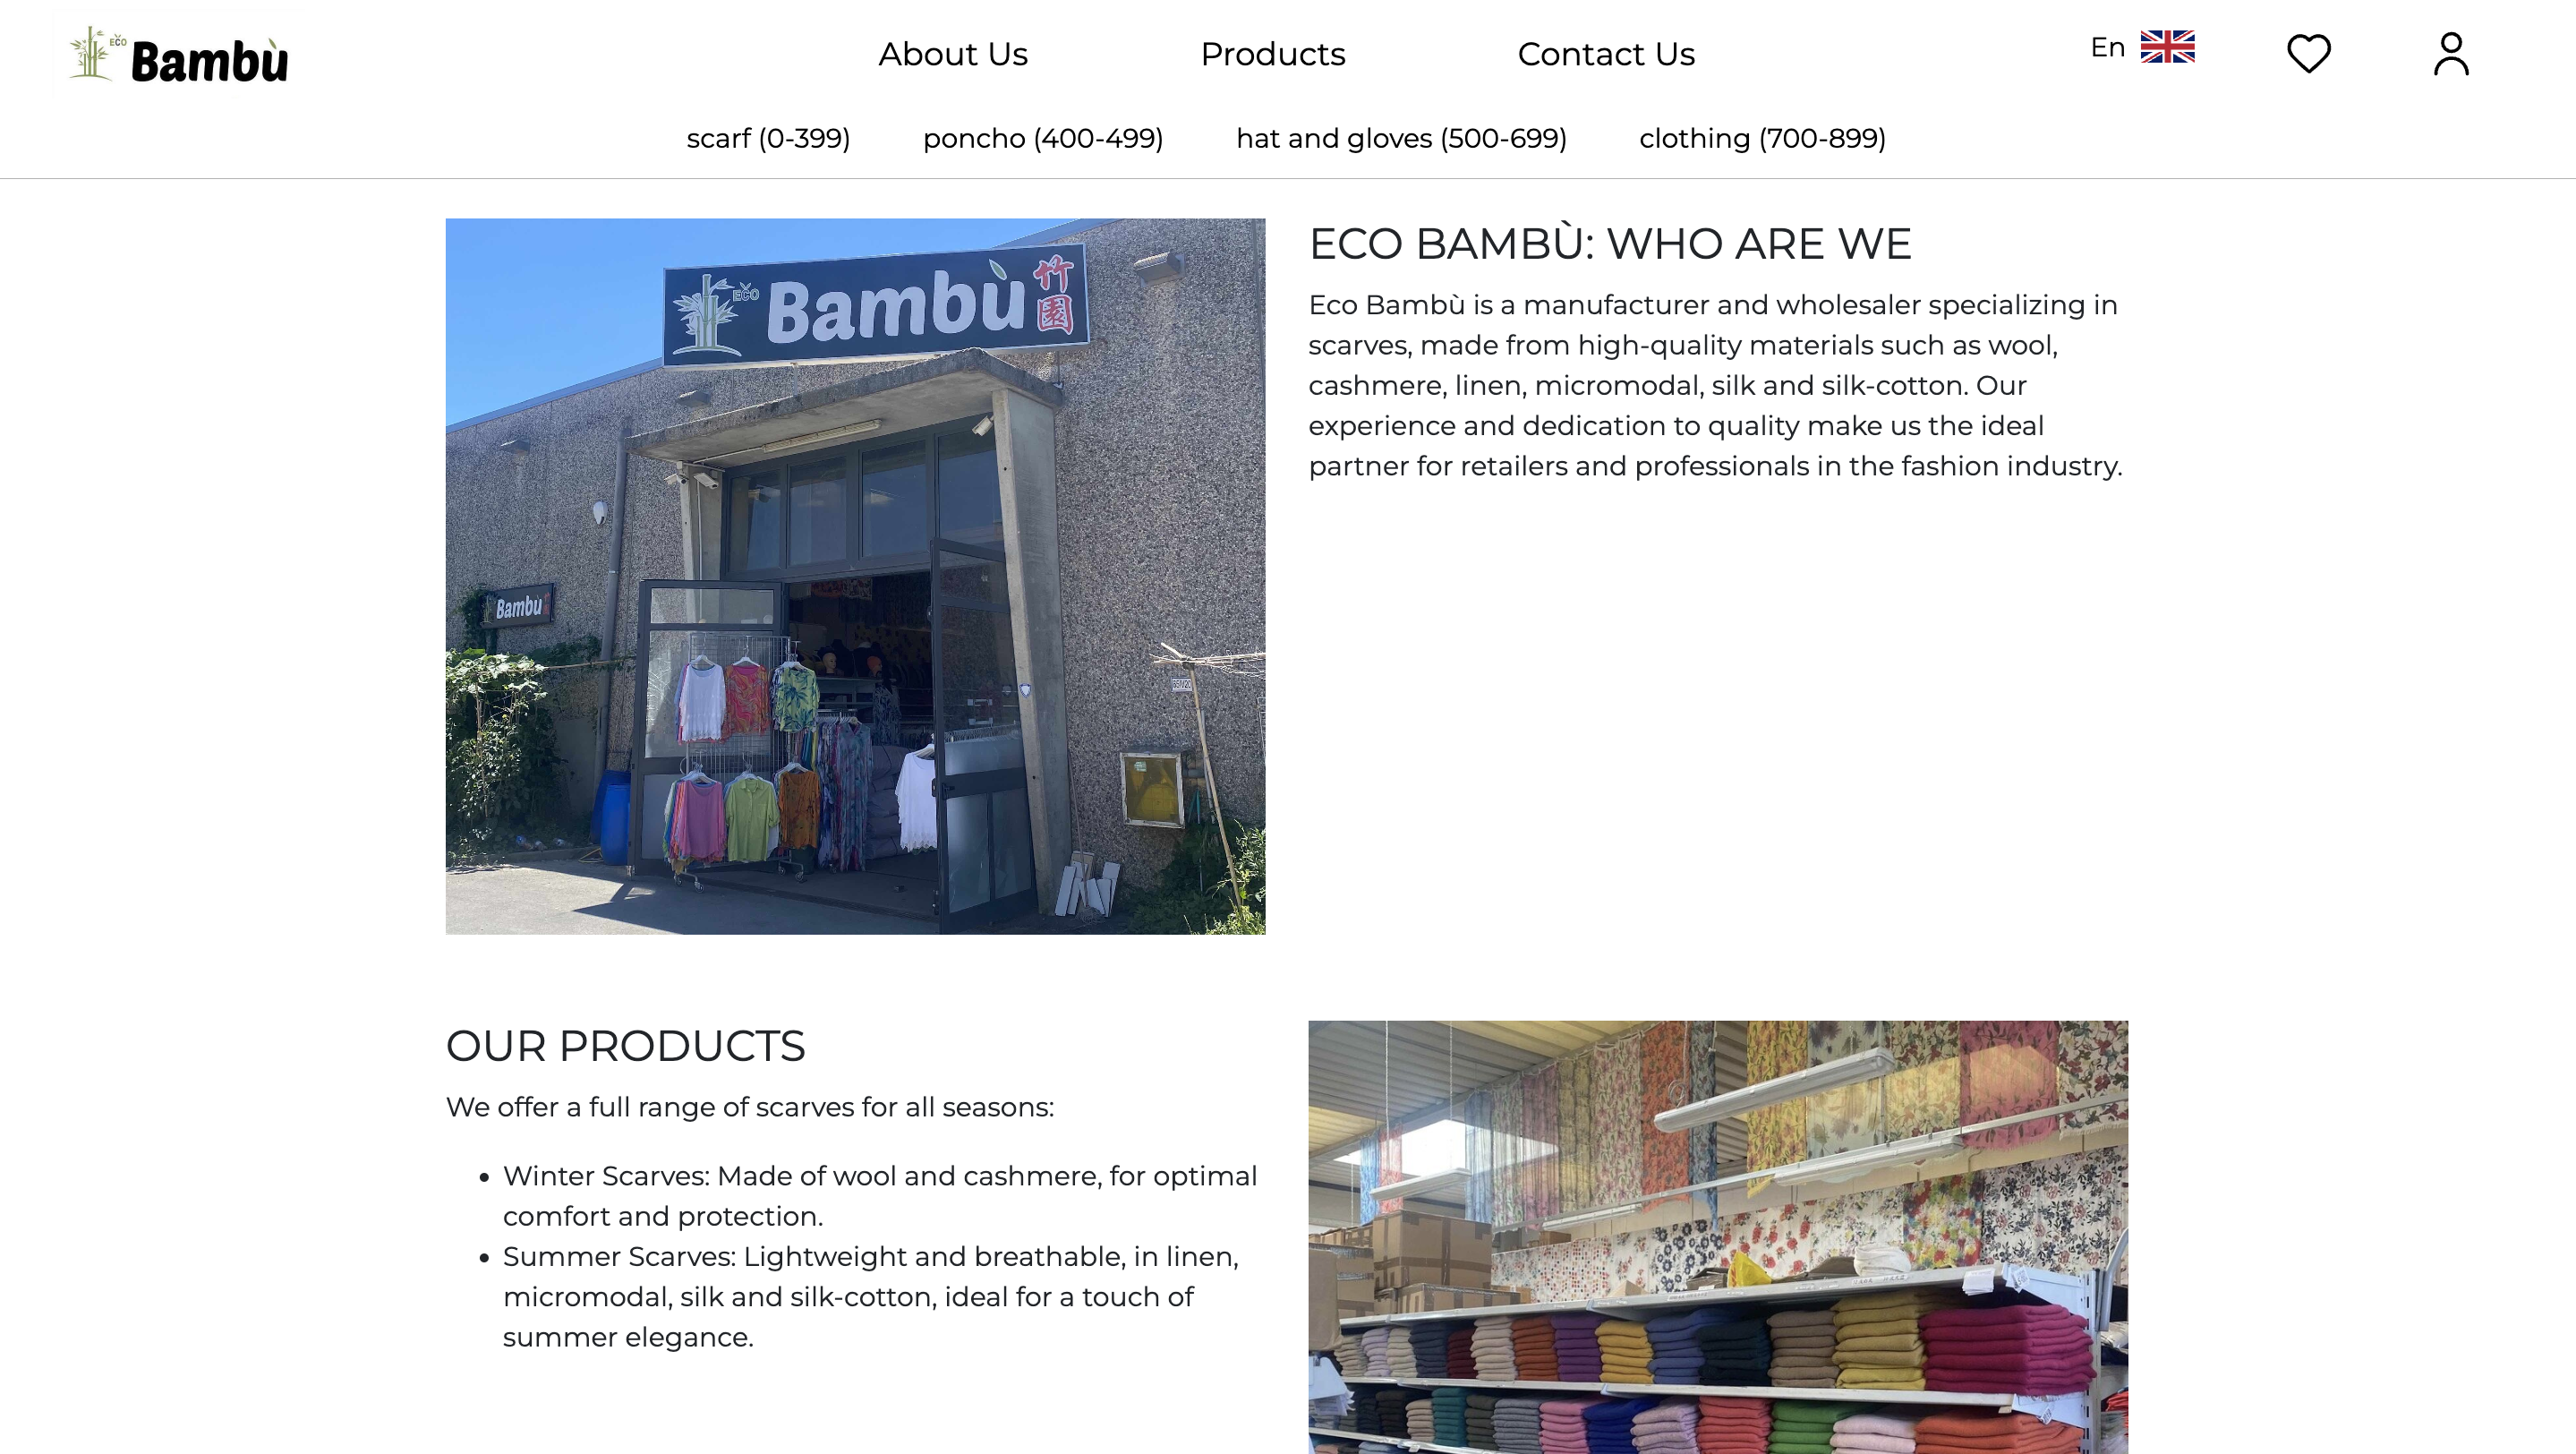 ECO Bambù
About Us
Products
Contact Us
En
scarf (0-399)
poncho (400-499)
hat and gloves (500-699)
clothing (700-899)
ECO Bambù 竹園
Bambù
ECO BAMBÙ: WHO ARE WE
Eco Bambù is a manufacturer and wholesaler specializing in
scarves, made from high-quality materials such as wool,
cashmere, linen, micromodal, silk and silk-cotton. Our
experience and dedication to quality make us the ideal
partner for retailers and professionals in the fashion industry.
OUR PRODUCTS
We offer a full range of scarves for all seasons:
• Winter Scarves: Made of wool and cashmere, for optimal
comfort and protection.
• Summer Scarves: Lightweight and breathable, in linen,
micromodal, silk and silk-cotton, ideal for a touch of
summer elegance.